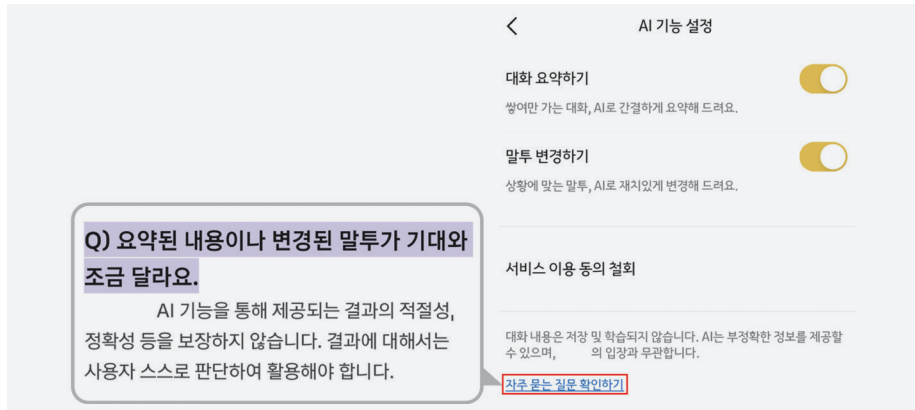 AI 기능 설정
대화 요약하기
쌓여만 가는 대화, AI로 간결하게 요약해 드려요.
말투 변경하기
상황에 맞는 말투, AI로 재치있게 변경해 드려요.
서비스 이용 동의 철회
대화 내용은 저장 및 학습되지 않습니다. AI는 부정확한 정보를 제공할
수 있으며, 의 입장과 무관합니다.
자주 묻는 질문 확인하기
Q) 요약된 내용이나 변경된 말투가 기대와
조금 달라요.
AI 기능을 통해 제공되는 결과의 적절성,
정확성 등을 보장하지 않습니다. 결과에 대해서는
사용자 스스로 판단하여 활용해야 합니다.